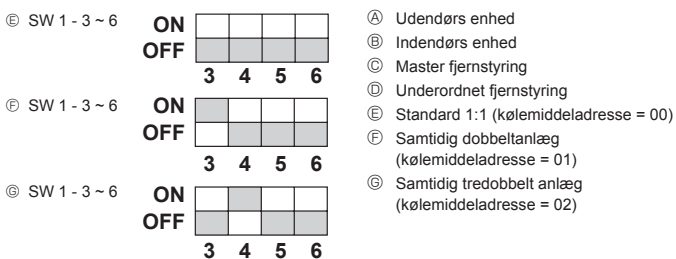 Ⓔ SW 1 - 3 ~ 6
ON
OFF
3 4 5 6
Ⓕ SW 1 - 3 ~ 6
ON
OFF
3 4 5 6
Ⓖ SW 1 - 3 ~ 6
ON
OFF
3 4 5 6
Ⓐ Udendørs enhed
Ⓑ Indendørs enhed
Ⓒ Master fjernstyring
Ⓓ Underordnet fjernstyring
Ⓔ Standard 1:1 (kølemiddeladresse = 00)
Ⓕ Samtidig dobbeltanlæg
(kølemiddeladresse = 01)
Ⓖ Samtidig tredobbelt anlæg
(kølemiddeladresse = 02)